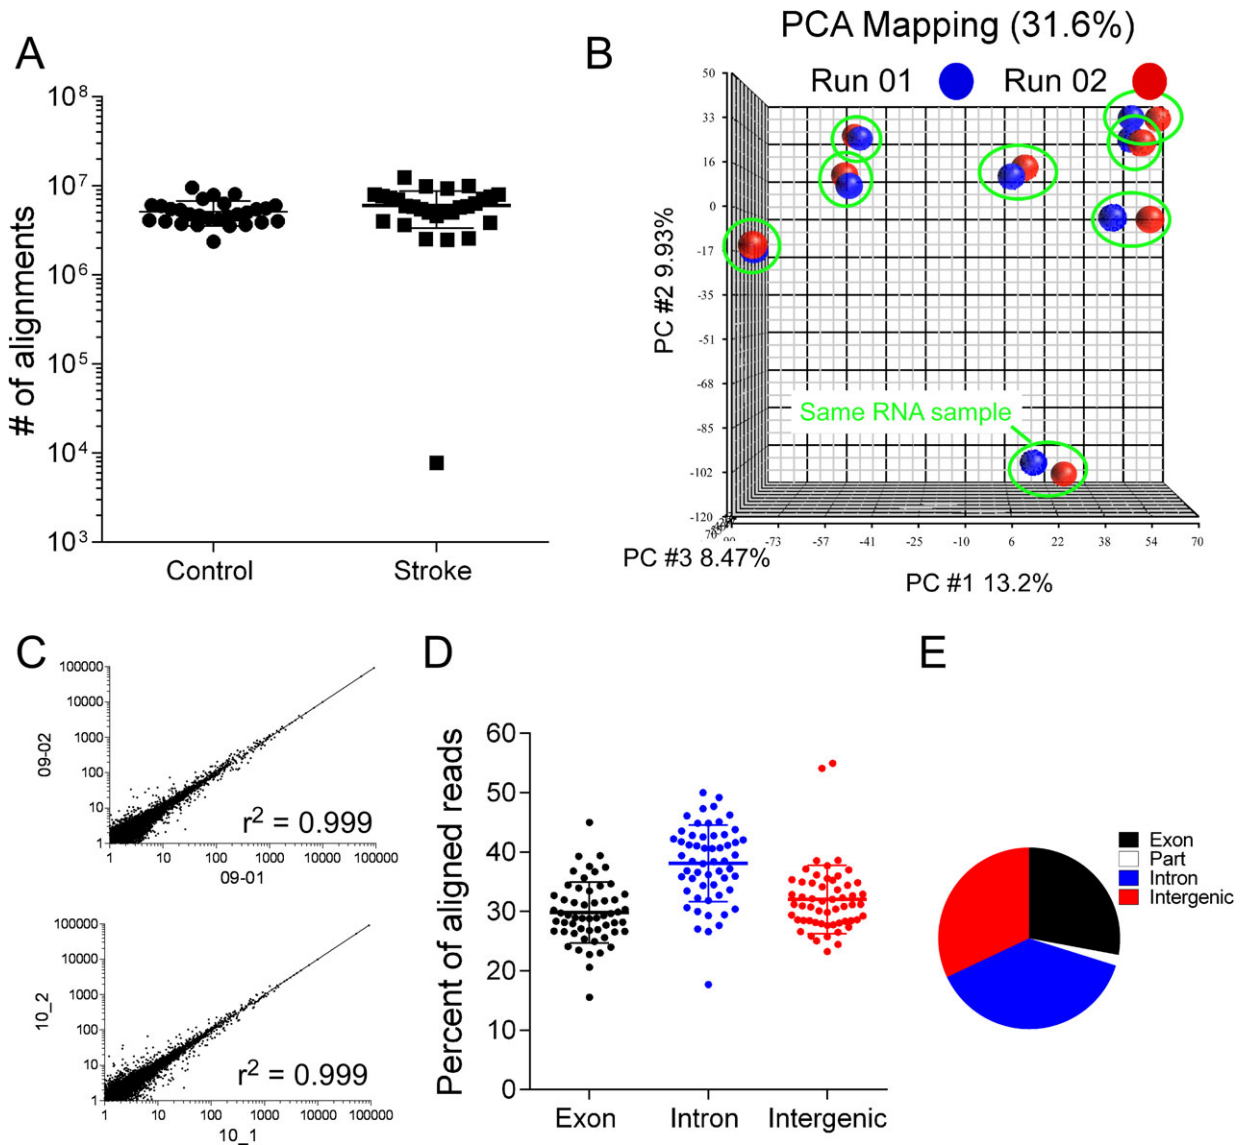 A
# of alignments
10^8
10^7
10^6
10^5
10^4
10^3
Control Stroke
B
PCA Mapping (31.6%)
Run 01 Run 02
PC #2 9.93%
50
33
16
0
-17
-35
-51
-68
-85
-102
-120
Same RNA sample
-73 -57 -41 -25 -10 6 22 38 54 70
PC #3 8.47%
PC #1 13.2%
C
09-02
100000
10000
1000
100
10
1
r² = 0.999
1 10 100 1000 10000 100000
09-01
10_2
100000
10000
1000
100
10
1
r² = 0.999
1 10 100 1000 10000 100000
10_1
D
Percent of aligned reads
60
50
40
30
20
10
0
Exon Intron Intergenic
E
Exon
Part
Intron
Intergenic